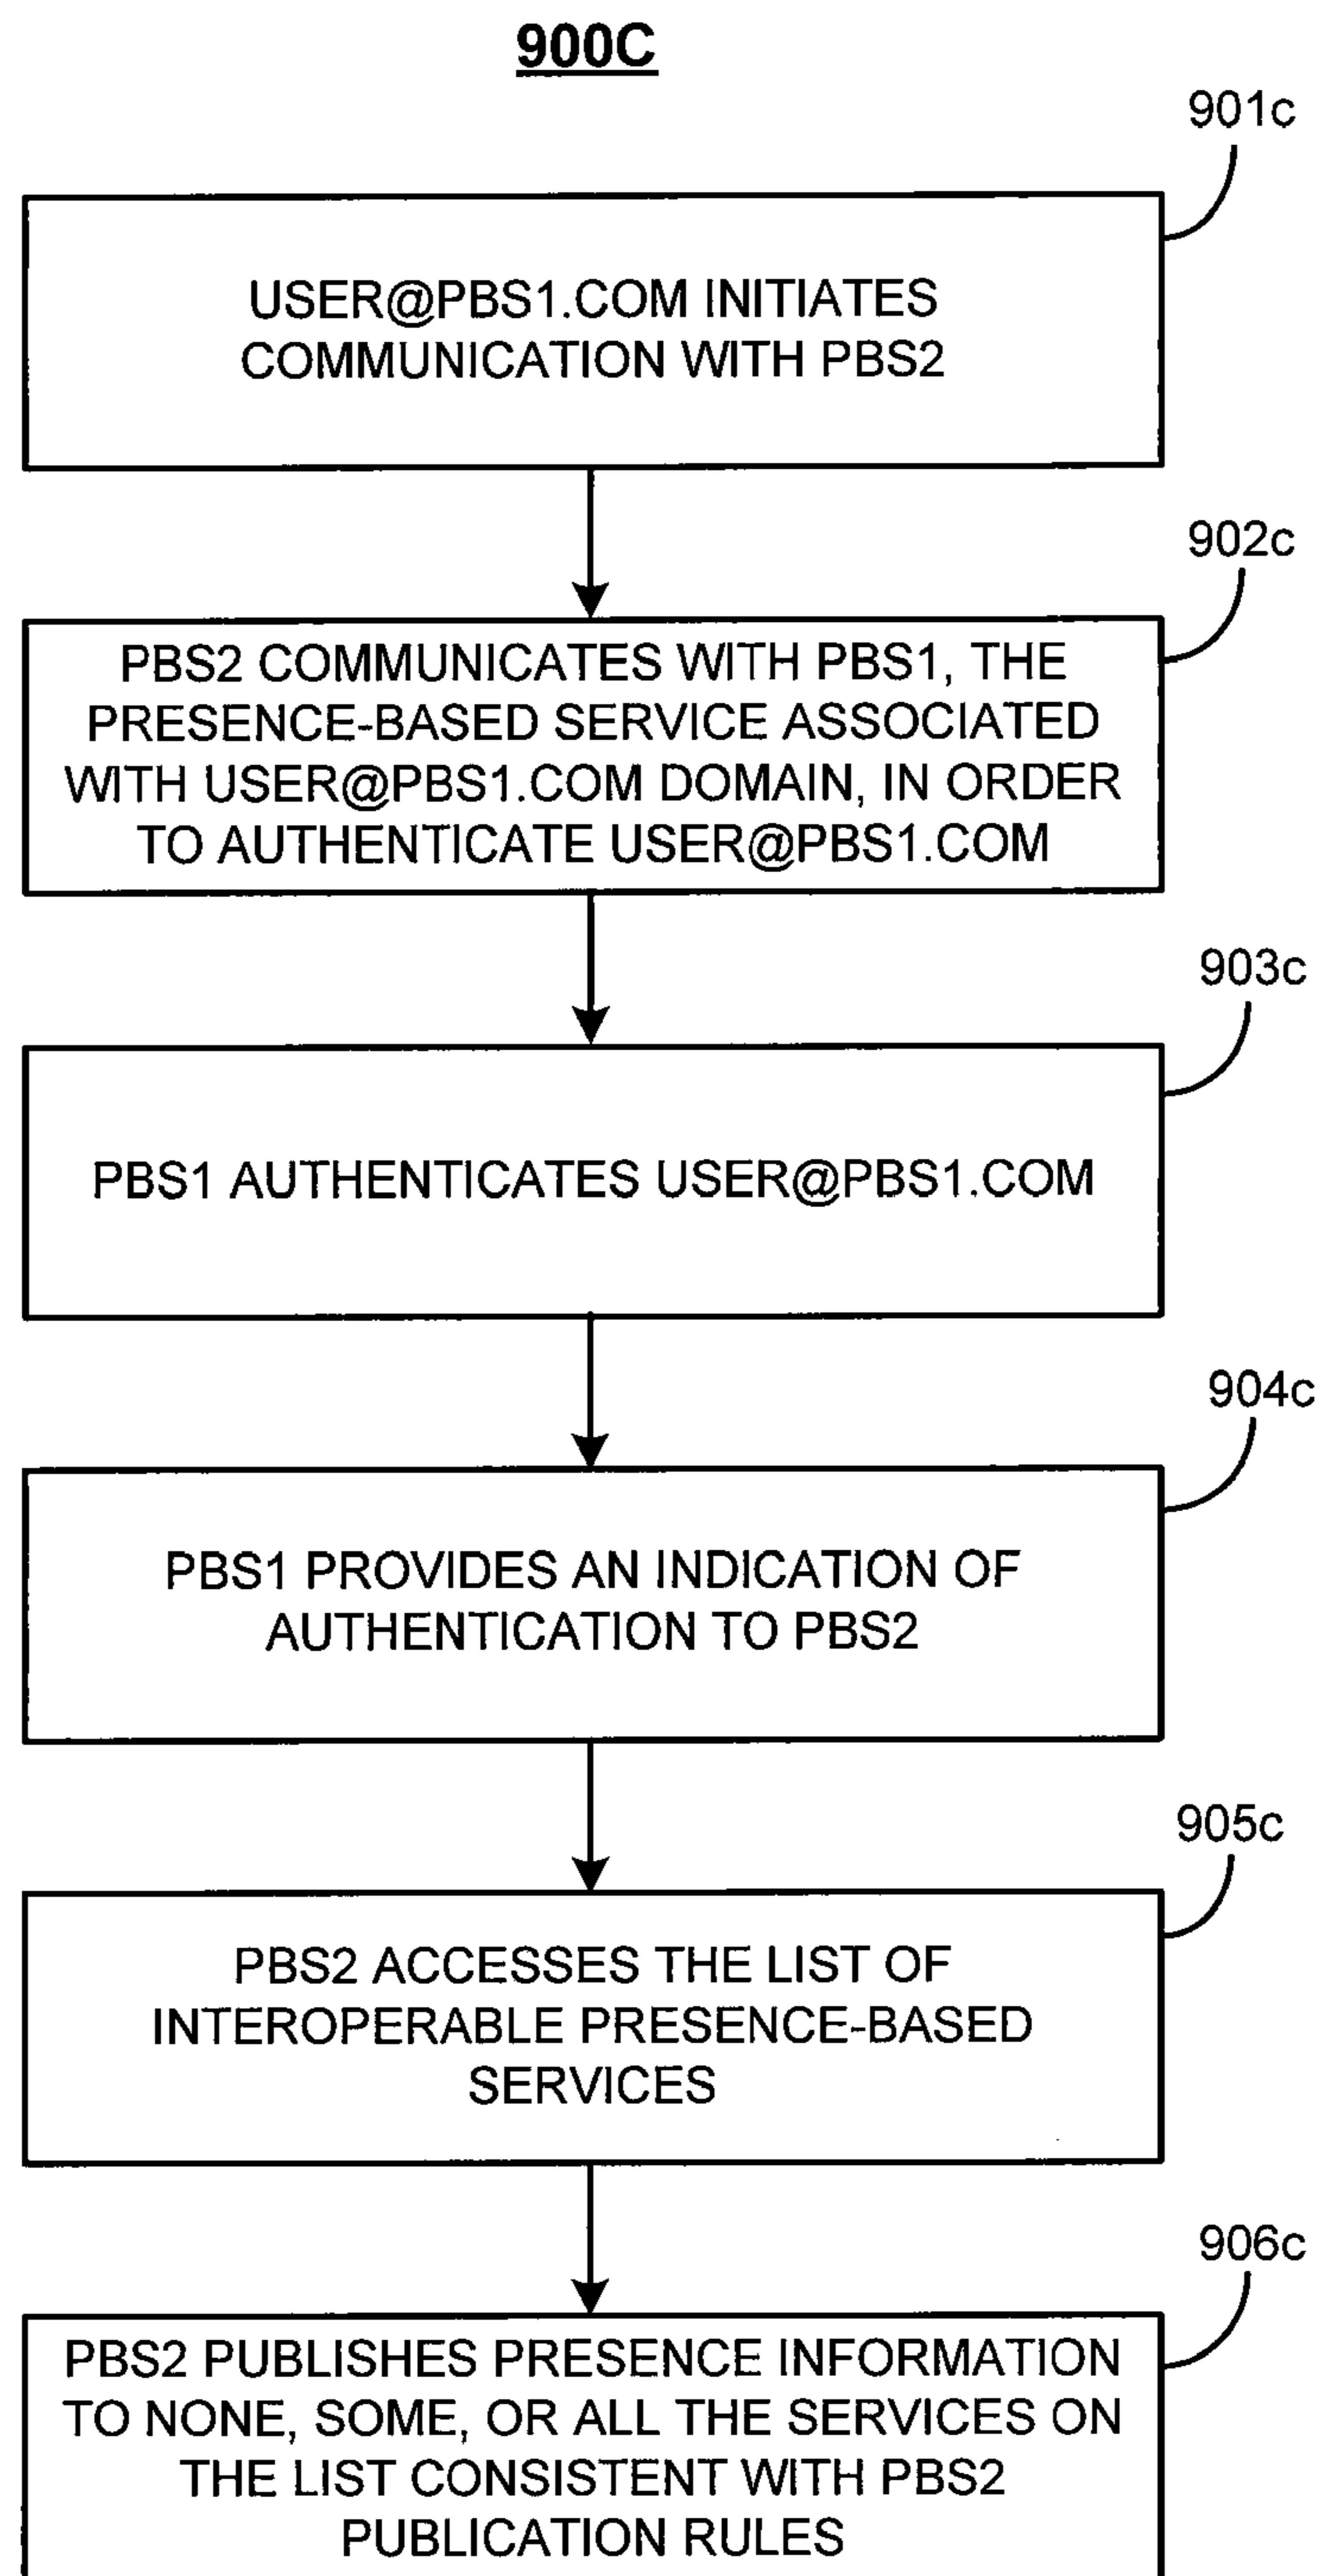 900C
901c
USER@PBS1.COM INITIATES
COMMUNICATION WITH PBS2
902c
PBS2 COMMUNICATES WITH PBS1, THE
PRESENCE-BASED SERVICE ASSOCIATED
WITH USER@PBS1.COM DOMAIN, IN ORDER
TO AUTHENTICATE USER@PBS1.COM
903c
PBS1 AUTHENTICATES USER@PBS1.COM
904c
PBS1 PROVIDES AN INDICATION OF
AUTHENTICATION TO PBS2
905c
PBS2 ACCESSES THE LIST OF
INTEROPERABLE PRESENCE-BASED
SERVICES
906c
PBS2 PUBLISHES PRESENCE INFORMATION
TO NONE, SOME, OR ALL THE SERVICES ON
THE LIST CONSISTENT WITH PBS2
PUBLICATION RULES